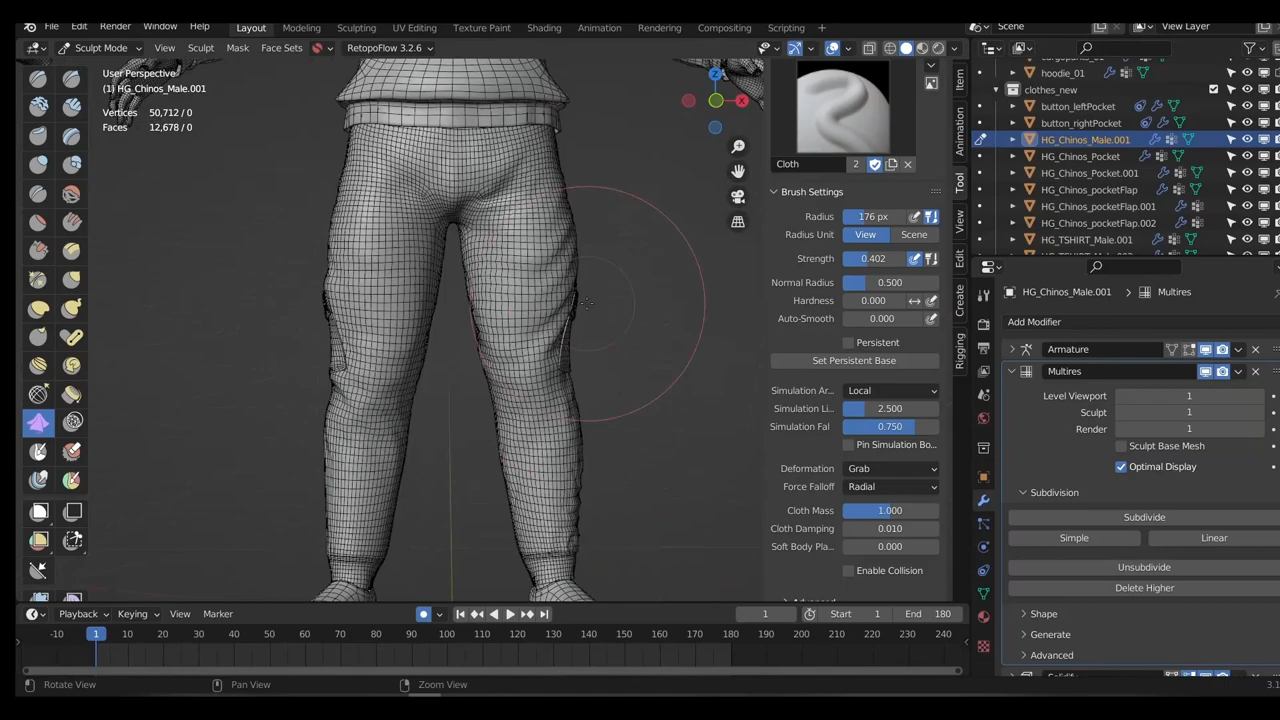 File Edit Render Window Help Layout Modeling Sculpting UV Editing Texture Paint Shading Animation Rendering Compositing Scripting Scene View Layer
Sculpt Mode View Sculpt Mask Face Sets RetopoFlow 3.2.6
User Perspective
(1) HG_Chinos_Male.001
Vertices 50,712 / 0
Faces 12,678 / 0
Z
X
Cloth 2
Brush Settings
Radius 176 px
Radius Unit View Scene
Strength 0.402
Normal Radius 0.500
Hardness 0.000
Auto-Smooth 0.000
Persistent
Set Persistent Base
Simulation Ar... Local
Simulation Li... 2.500
Simulation Fal 0.750
Pin Simulation Bo...
Deformation Grab
Force Falloff Radial
Cloth Mass 1.000
Cloth Damping 0.010
Soft Body Pla... 0.000
Enable Collision
Item
Animation
Tool
View
Edit
Create
Rigging
hoodie_01
clothes_new
button_leftPocket
button_rightPocket
HG_Chinos_Male.001
HG_Chinos_Pocket
HG_Chinos_Pocket.001
HG_Chinos_pocketFlap
HG_Chinos_pocketFlap.001
HG_Chinos_pocketFlap.002
HG_TSHIRT_Male.001
HG_Chinos_Male.001 Multires
Add Modifier
Armature
Multires
Level Viewport 1
Sculpt 1
Render 1
Sculpt Base Mesh
Optimal Display
Subdivision
Subdivide
Simple Linear
Unsubdivide
Delete Higher
Shape
Generate
Advanced
Playback Keying View Marker 1 Start 1 End 180
-10 1 10 20 30 40 50 60 70 80 90 100 110 120 130 140 150 160 170 180 190 200 210 220 230 240
Rotate View Pan View Zoom View